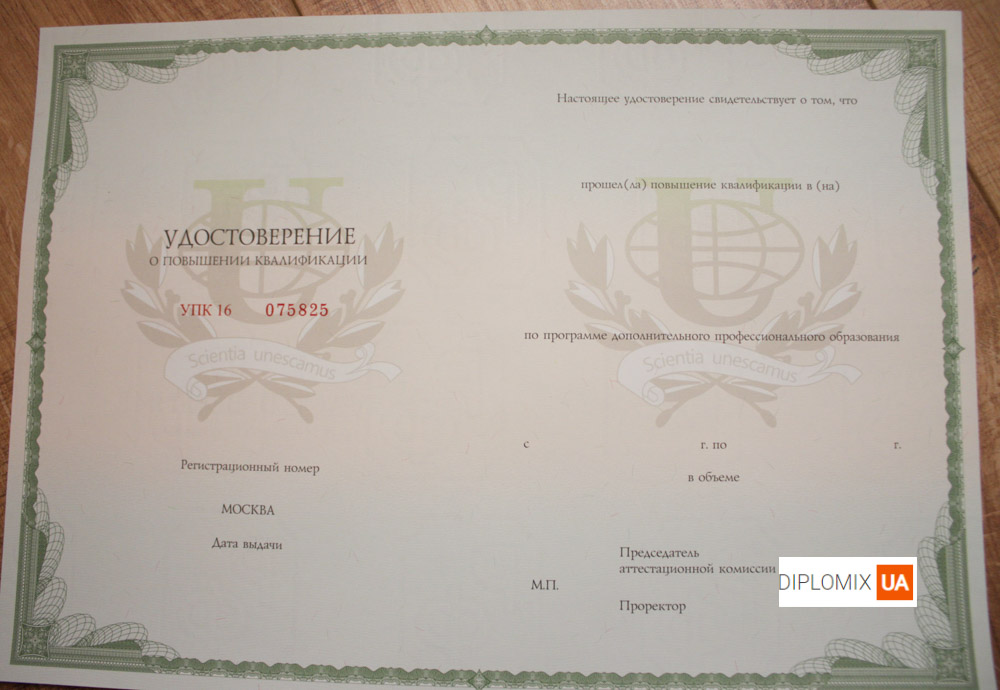 УДОСТОВЕРЕНИЕ
О ПОВЫШЕНИИ КВАЛИФИКАЦИИ
УПК 16 075825
Scientia unescamus
Регистрационный номер
МОСКВА
Дата выдачи
Настоящее удостоверение свидетельствует о том, что
прошел(ла) повышение квалификации в (на)
по программе дополнительного профессионального образования
Scientia unescamus
с г. по г.
в объеме
Председатель
аттестационной комиссии
М.П.
Проректор
DIPLOMIX UA